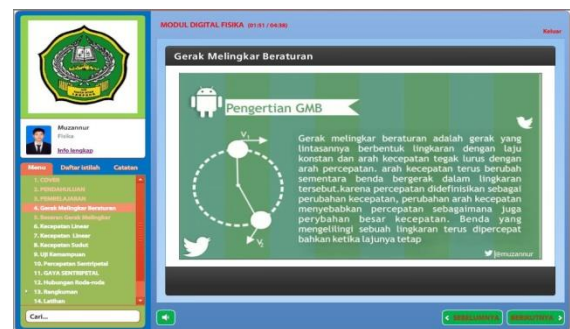 MODUL DIGITAL FISIKA (01:51 / 04:36)
Keluar
Muzannur
Fisika
Info lengkap
Menu Daftar Istilah Catatan
1. COVER
2. PENDAHULUAN
3. PEMBELAJARAN
4. Gerak Melingkar Beraturan
5. Besaran Gerak Melingkar
6. Kecepatan Linear
7. Kecepatan Linear
8. Kecepatan Sudut
9. Uji Kemampuan
10. Percepatan Sentripetal
11. GAYA SENTRIPETAL
12. Hubungan Roda-roda
13. Rangkuman
14. Latihan
Cari...
Gerak Melingkar Beraturan
Pengertian GMB
V₁
V₂
Gerak melingkar beraturan adalah gerak yang
lintasannya berbentuk lingkaran dengan laju
konstan dan arah kecepatan tegak lurus dengan
arah percepatan. arah kecepatan terus berubah
sementara benda bergerak dalam lingkaran
tersebut.karena percepatan didefinisikan sebagai
perubahan kecepatan, perubahan arah kecepatan
menyebabkan percepatan sebagaimana juga
perybahan besar kecepatan. Benda yang
mengelilingi sebuah lingkaran terus dipercepat
bahkan ketika lajunya tetap
@muzannur
< SEBELUMNYA
BERIKUTNYA >